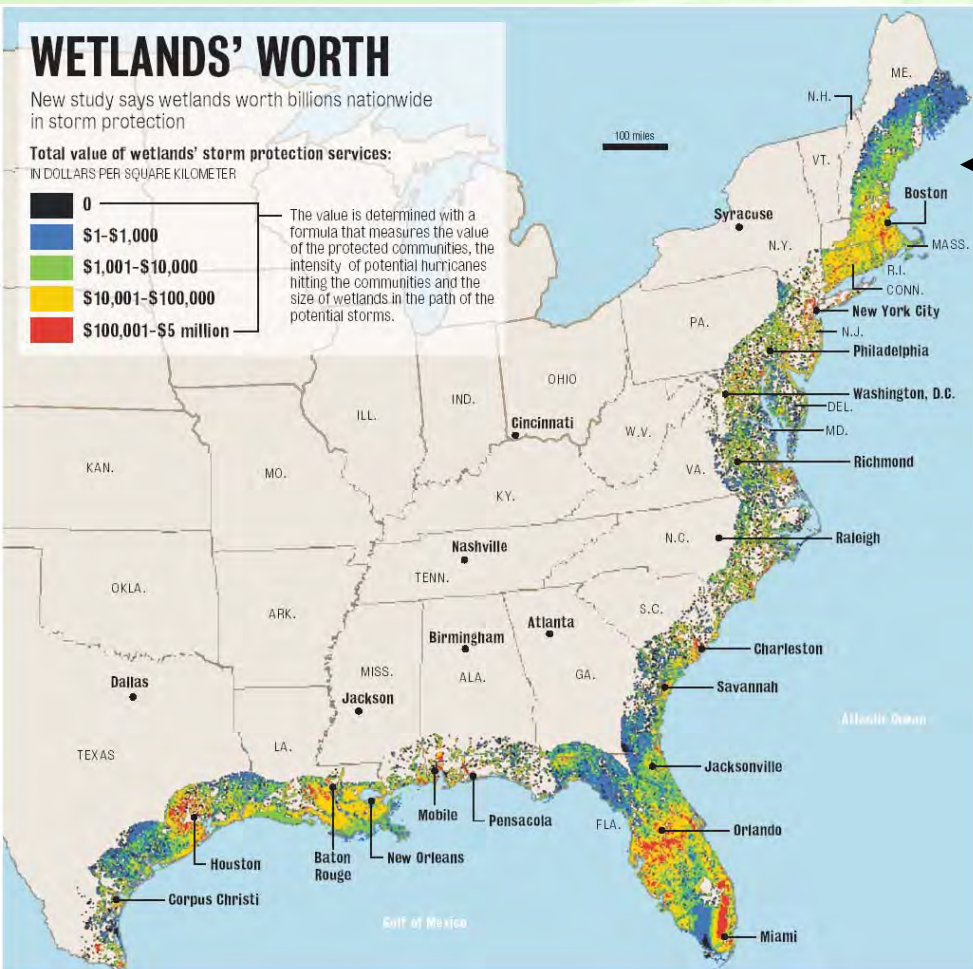 WETLANDS' WORTH
New study says wetlands worth billions nationwide
in storm protection
Total value of wetlands' storm protection services:
IN DOLLARS PER SQUARE KILOMETER
0
$1-$1,000
$1,001-$10,000
$10,001-$100,000
$100,001-$5 million
The value is determined with a
formula that measures the value
of the protected communities, the
intensity of potential hurricanes
hitting the communities and the
size of wetlands in the path of the
potential storms.
100 miles
ME.
N.H.
VT.
Boston
Syracuse
N.Y.
MASS.
R.I.
CONN.
New York City
PA.
N.J.
Philadelphia
OHIO
IND.
ILL.
Washington, D.C.
DEL.
Cincinnati
W.V.
MD.
KAN.
MO.
VA.
Richmond
KY.
Nashville
N.C.
Raleigh
TENN.
OKLA.
ARK.
S.C.
Atlanta
Birmingham
Charleston
MISS.
ALA.
GA.
Dallas
Jackson
Savannah
Atlantic Ocean
LA.
TEXAS
Jacksonville
Mobile
Pensacola
FLA.
Orlando
Houston
Baton
Rouge
New Orleans
Corpus Christi
Gulf of Mexico
Miami